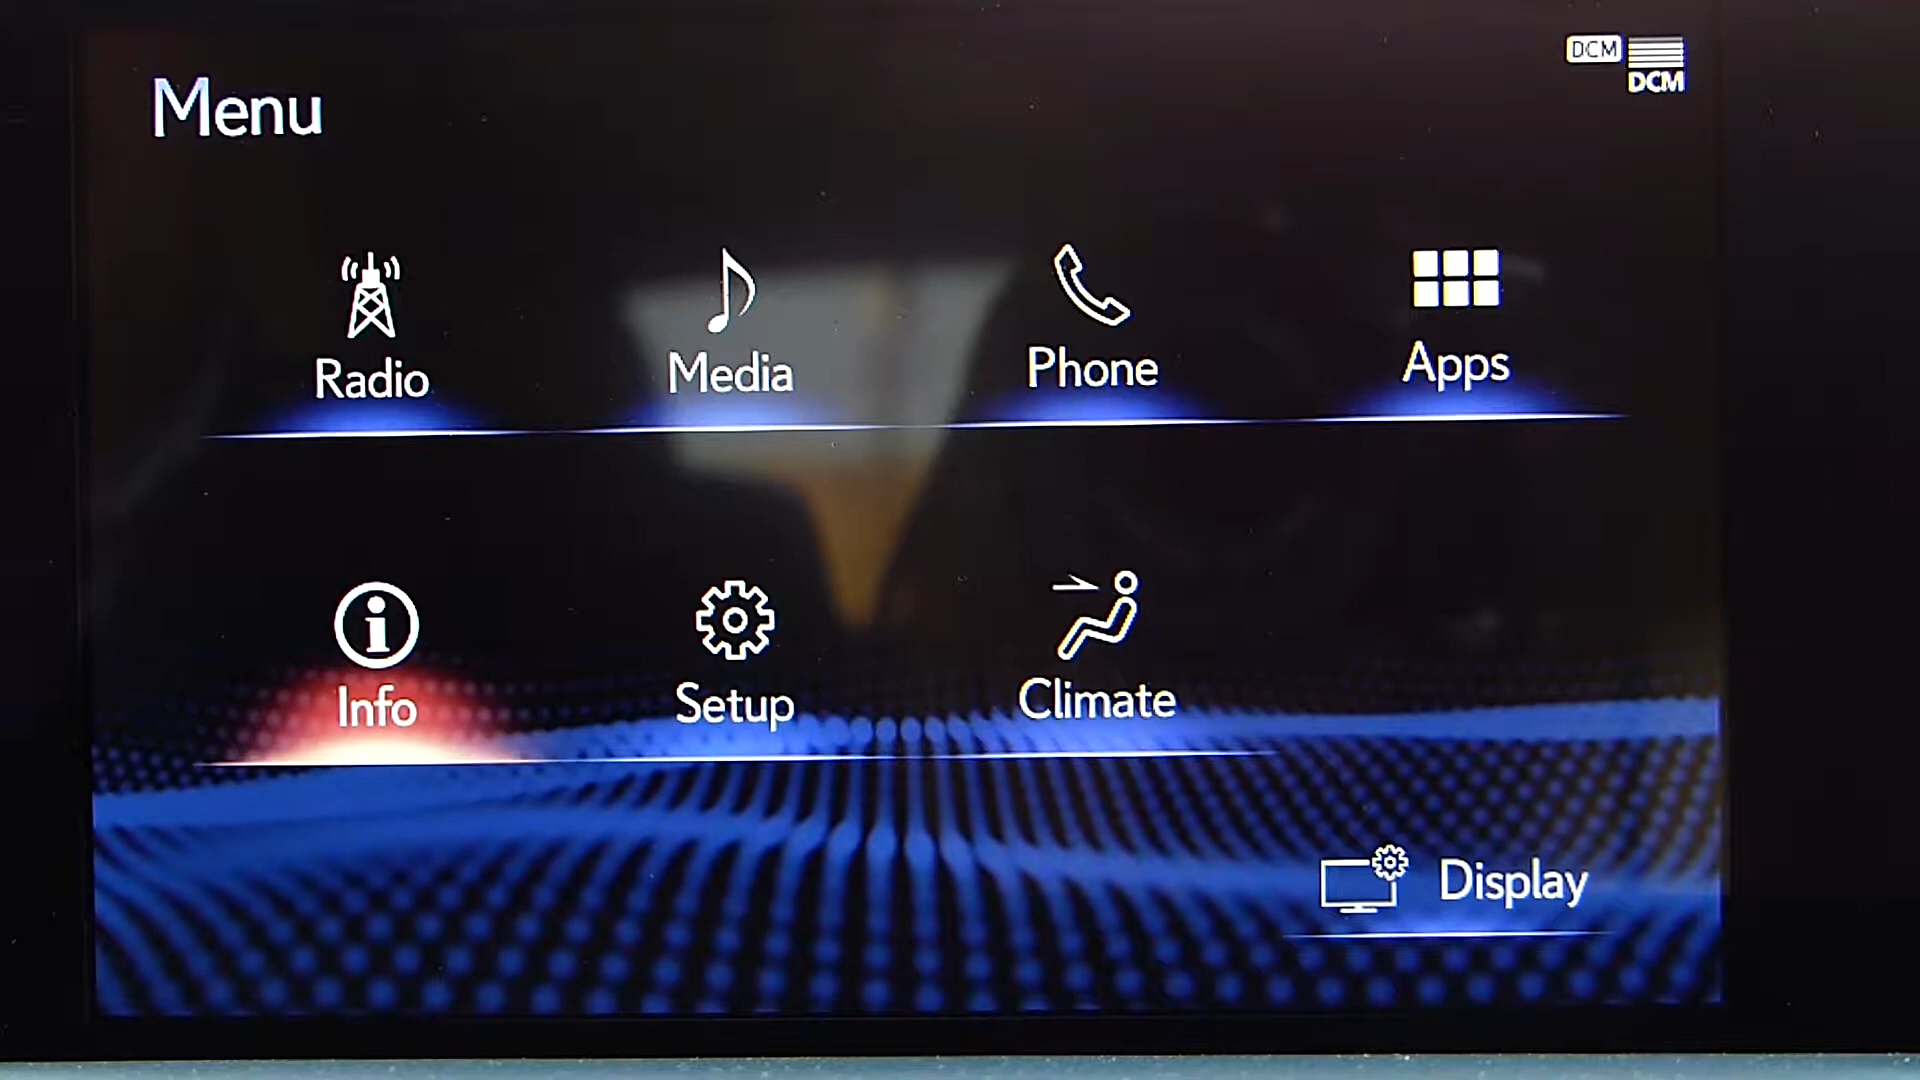 DCM
DCM
Menu
Radio
Media
Phone
Apps
Info
Setup
Climate
Display